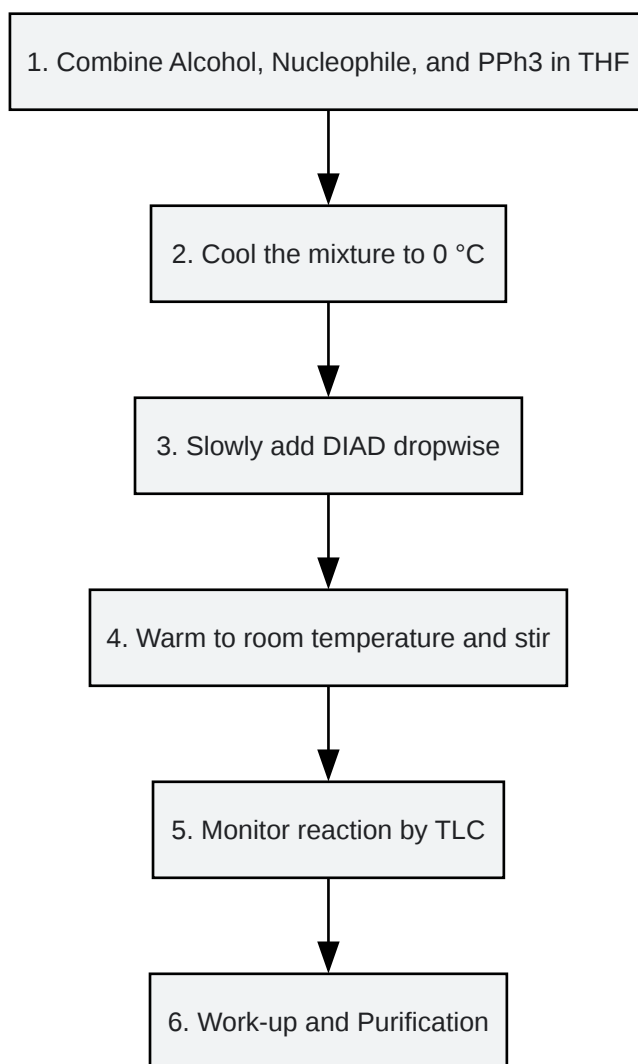 1. Combine Alcohol, Nucleophile, and PPh3 in THF
2. Cool the mixture to 0 °C
3. Slowly add DIAD dropwise
4. Warm to room temperature and stir
5. Monitor reaction by TLC
6. Work-up and Purification